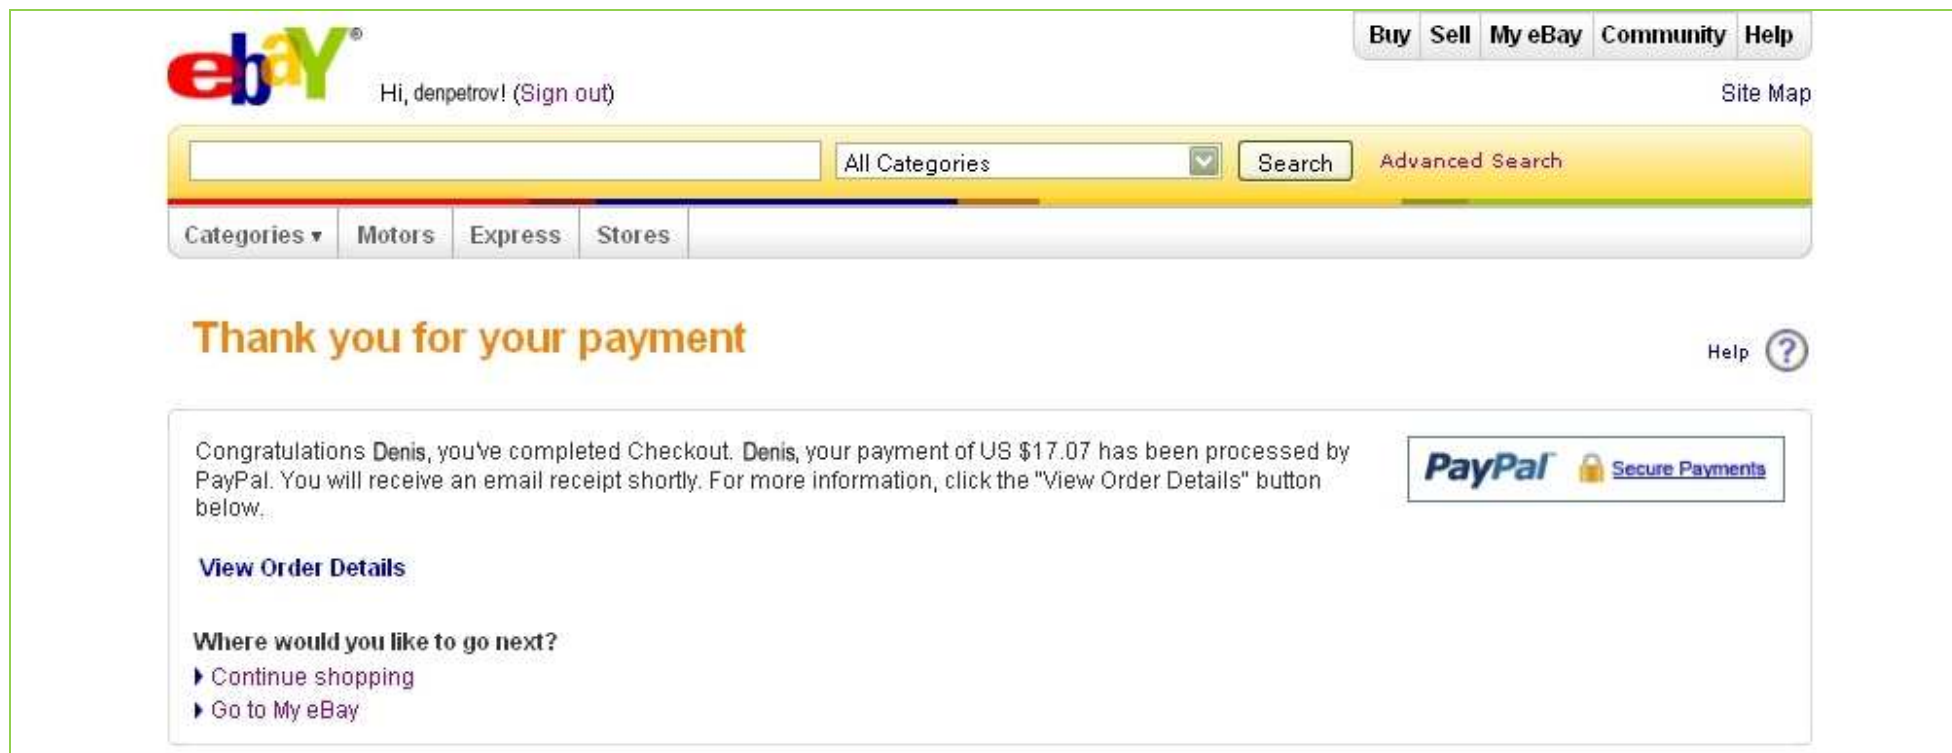 Buy Sell My eBay Community Help
ebaY®
Hi, denpetrov! (Sign out)
Site Map
All Categories Search Advanced Search
Categories ▾ Motors Express Stores
Thank you for your payment
Help ?
Congratulations Denis, you've completed Checkout. Denis, your payment of US $17.07 has been processed by
PayPal. You will receive an email receipt shortly. For more information, click the "View Order Details" button
below.
PayPal Secure Payments
View Order Details
Where would you like to go next?
Continue shopping
Go to My eBay